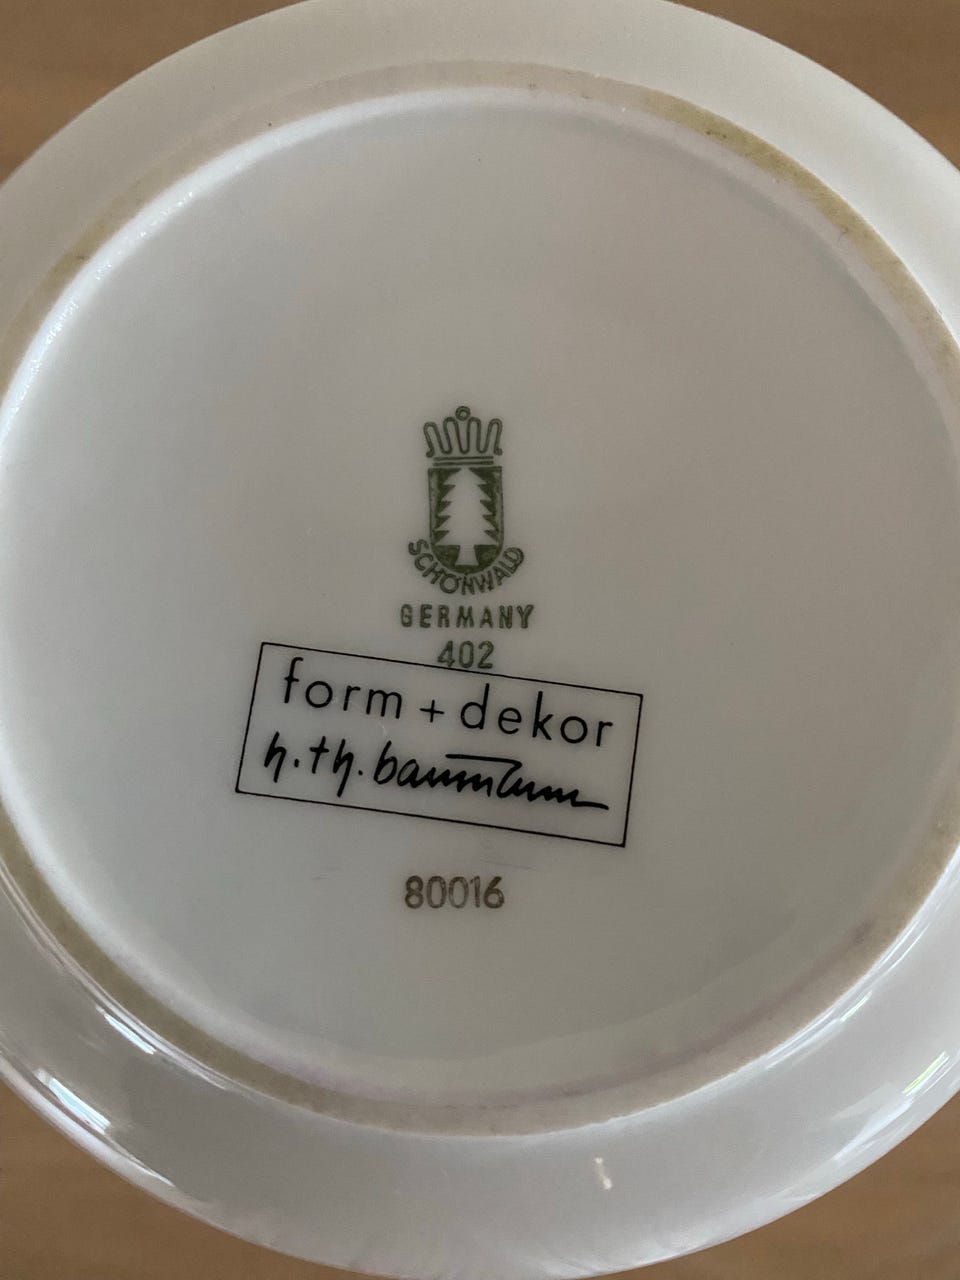 SCHÖNWALD
GERMANY
402
form + dekor
h.th.baumann
80016